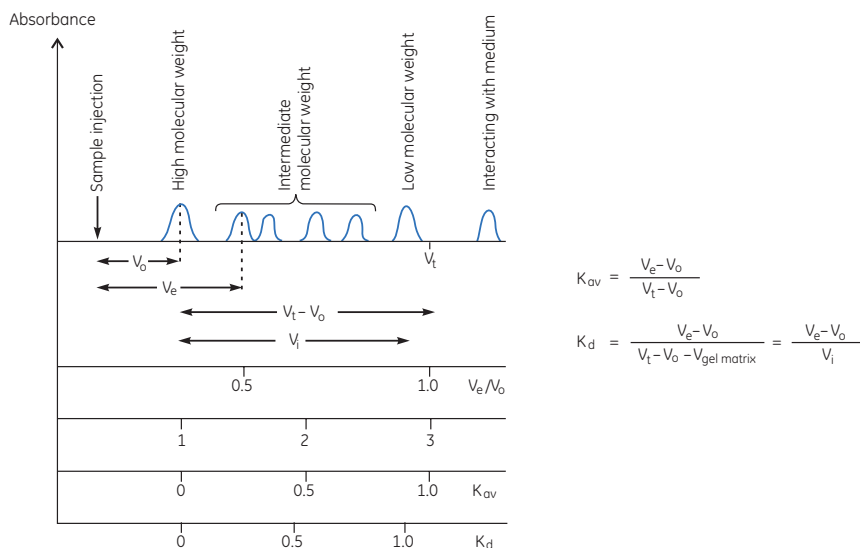 Absorbance
Sample injection
High molecular weight
Intermediate
molecular weight
Low molecular weight
Interacting with medium
Vₒ
Vₑ
Vₜ
Vₜ – Vₒ
Vᵢ
0.5 1.0 Vₑ/Vₒ
1 2 3
0 0.5 1.0 Kav
0 0.5 1.0 Kd
Kav = Vₑ – Vₒ / Vₜ – Vₒ
Kd = Vₑ – Vₒ / Vₜ – Vₒ – Vgel matrix = Vₑ – Vₒ / Vᵢ